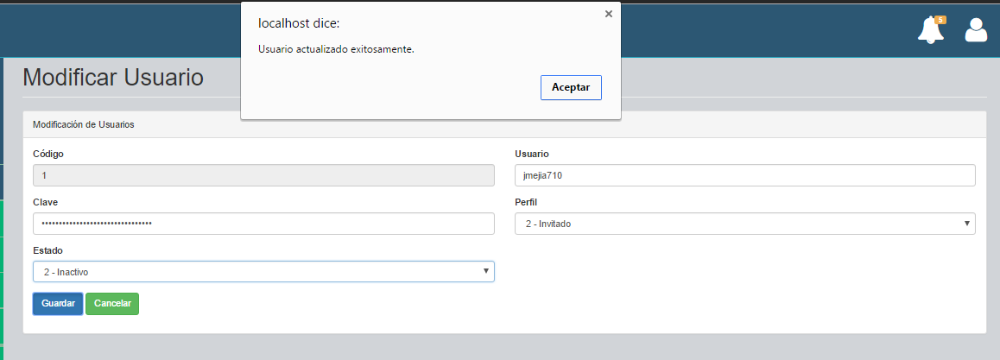 localhost dice:
Usuario actualizado exitosamente.
Aceptar
5
Modificar Usuario
Modificación de Usuarios
Código
1
Usuario
jmejia710
Clave
••••••••••••••••••••••••••••••••
Perfil
2 - Invitado
Estado
2 - Inactivo
Guardar
Cancelar